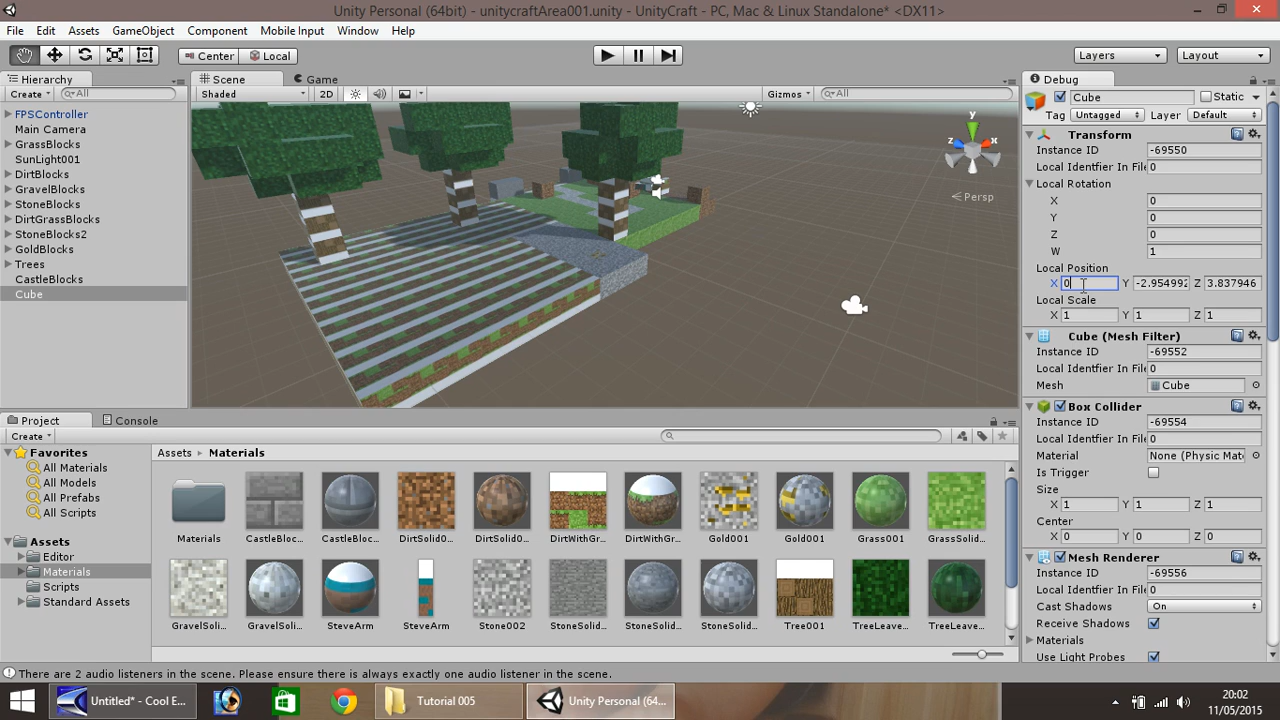 Unity Personal (64bit) - unitycraftArea001.unity - UnityCraft - PC, Mac & Linux Standalone* <DX11>
File Edit Assets GameObject Component Mobile Input Window Help
Center Local Layers Layout
Hierarchy
Create All
FPSController
Main Camera
GrassBlocks
SunLight001
DirtBlocks
GravelBlocks
StoneBlocks
DirtGrassBlocks
StoneBlocks2
GoldBlocks
Trees
CastleBlocks
Cube
Scene Game
Shaded 2D Gizmos All
y
z x
< Persp
Debug
Cube Static
Tag Untagged Layer Default
Transform
Instance ID -69550
Local Identfier In File 0
Local Rotation
X 0
Y 0
Z 0
W 1
Local Position
X 0 Y -2.954992 Z 3.837946
Local Scale
X 1 Y 1 Z 1
Cube (Mesh Filter)
Instance ID -69552
Local Identfier In File 0
Mesh Cube
Box Collider
Instance ID -69554
Local Identfier In File 0
Material None (Physic Mate
Is Trigger
Size
X 1 Y 1 Z 1
Center
X 0 Y 0 Z 0
Mesh Renderer
Instance ID -69556
Local Identfier In File 0
Cast Shadows On
Receive Shadows
Materials
Use Light Probes
Project Console
Create
Favorites
All Materials
All Models
All Prefabs
All Scripts
Assets
Editor
Materials
Scripts
Standard Assets
Assets > Materials
Materials CastleBloc... CastleBloc... DirtSolid0... DirtSolid0... DirtWithGr... DirtWithGr... Gold001 Gold001 Grass001 GrassSolid...
GravelSoli... GravelSoli... SteveArm SteveArm Stone002 StoneSolid... StoneSolid... StoneSolid... Tree001 TreeLeave... TreeLeave...
There are 2 audio listeners in the scene. Please ensure there is always exactly one audio listener in the scene.
Untitled* - Cool E... Tutorial 005 Unity Personal (64... 20:02
11/05/2015